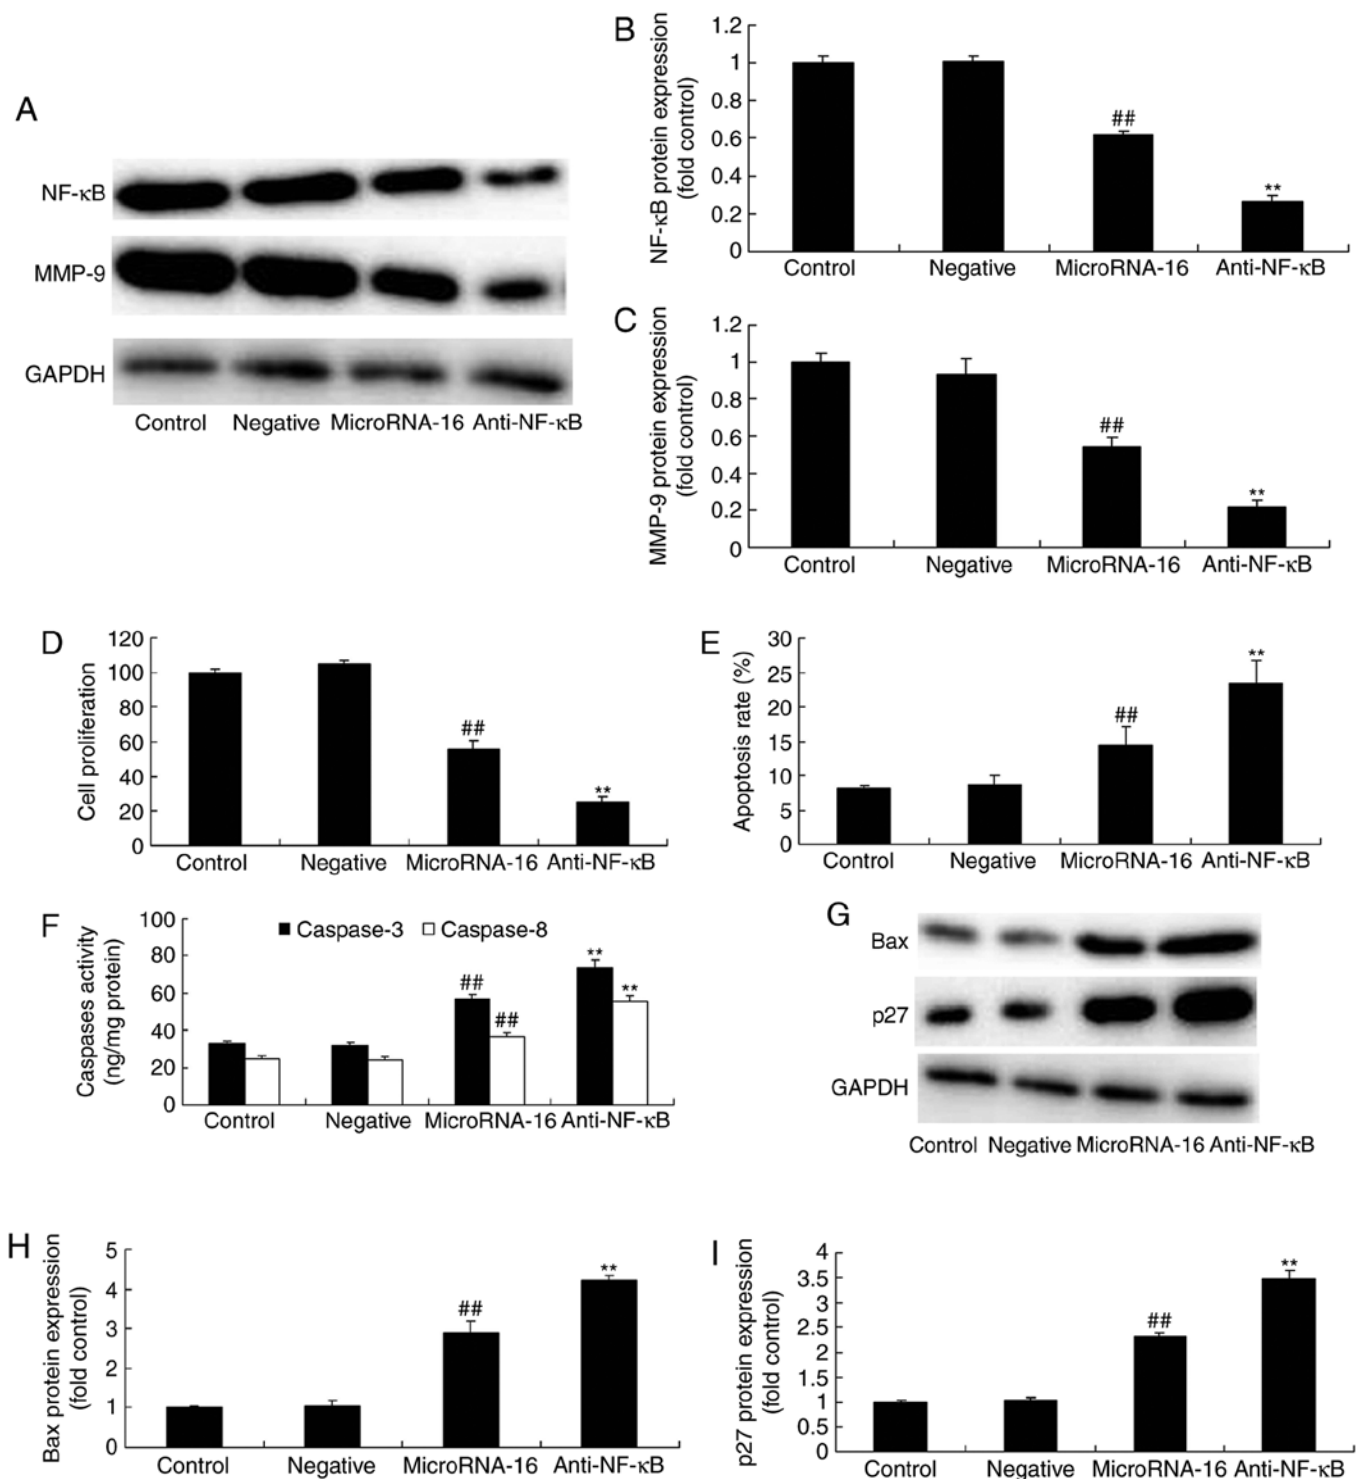 A
NF-κB
MMP-9
GAPDH
Control Negative MicroRNA-16 Anti-NF-κB
B
NF-κB protein expression
(fold control)
1.2
1
0.8
0.6
0.4
0.2
0
##
**
Control Negative MicroRNA-16 Anti-NF-κB
C
MMP-9 protein expression
(fold control)
1.2
1
0.8
0.6
0.4
0.2
0
##
**
Control Negative MicroRNA-16 Anti-NF-κB
D
Cell proliferation
120
100
80
60
40
20
0
##
**
Control Negative MicroRNA-16 Anti-NF-κB
E
Apoptosis rate (%)
30
25
20
15
10
5
0
##
**
Control Negative MicroRNA-16 Anti-NF-κB
F
Caspases activity
(ng/mg protein)
100
80
60
40
20
0
Caspase-3 Caspase-8
##
##
**
**
Control Negative MicroRNA-16 Anti-NF-κB
G
Bax
p27
GAPDH
Control Negative MicroRNA-16 Anti-NF-κB
H
Bax protein expression
(fold control)
5
4
3
2
1
0
##
**
Control Negative MicroRNA-16 Anti-NF-κB
I
p27 protein expression
(fold control)
4
3.5
3
2.5
2
1.5
1
0.5
0
##
**
Control Negative MicroRNA-16 Anti-NF-κB